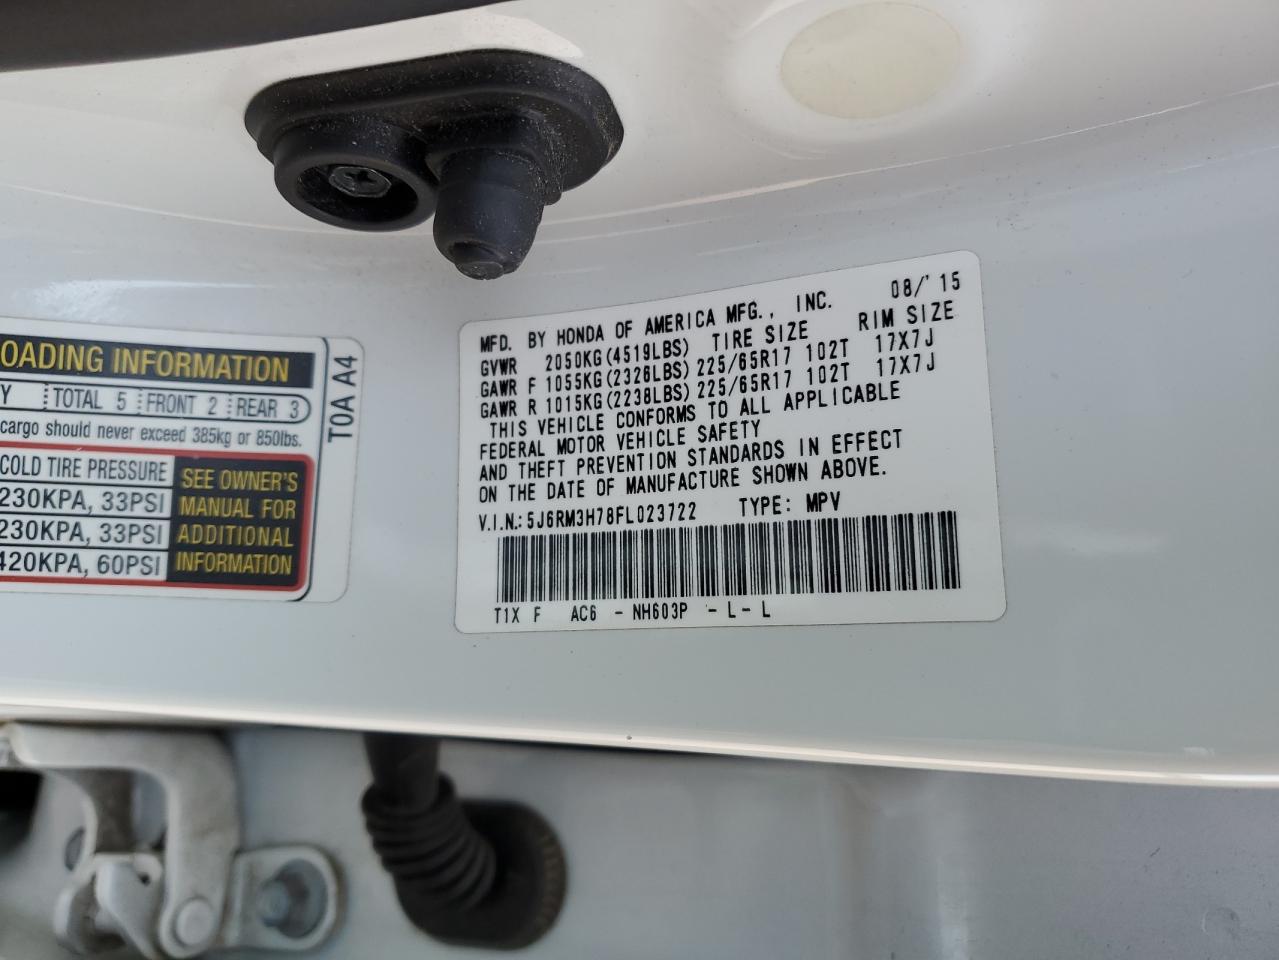 OADING INFORMATION
Y TOTAL 5 FRONT 2 REAR 3
cargo should never exceed 385kg or 850lbs.
COLD TIRE PRESSURE
230KPA, 33PSI
230KPA, 33PSI
420KPA, 60PSI
SEE OWNER'S
MANUAL FOR
ADDITIONAL
INFORMATION
T0A A4
MFD. BY HONDA OF AMERICA MFG., INC. 08/'15
GVWR 2050KG(4519LBS) TIRE SIZE RIM SIZE
GAWR F 1055KG(2326LBS) 225/65R17 102T 17X7J
GAWR R 1015KG(2238LBS) 225/65R17 102T 17X7J
THIS VEHICLE CONFORMS TO ALL APPLICABLE
FEDERAL MOTOR VEHICLE SAFETY
AND THEFT PREVENTION STANDARDS IN EFFECT
ON THE DATE OF MANUFACTURE SHOWN ABOVE.
V.I.N.: 5J6RM3H78FL023722 TYPE: MPV
T1X F AC6 - NH603P - L - L